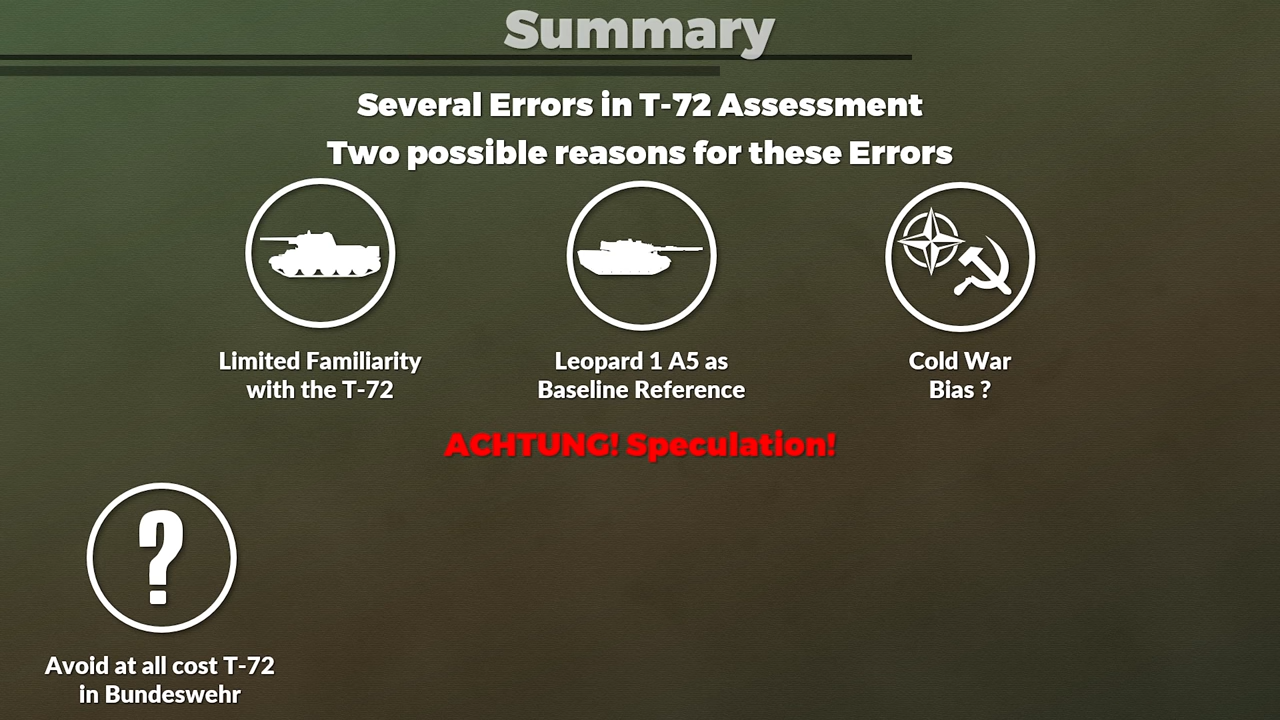 Summary
Several Errors in T-72 Assessment
Two possible reasons for these Errors
Limited Familiarity
with the T-72
Leopard 1 A5 as
Baseline Reference
Cold War
Bias ?
ACHTUNG! Speculation!
?
Avoid at all cost T-72
in Bundeswehr